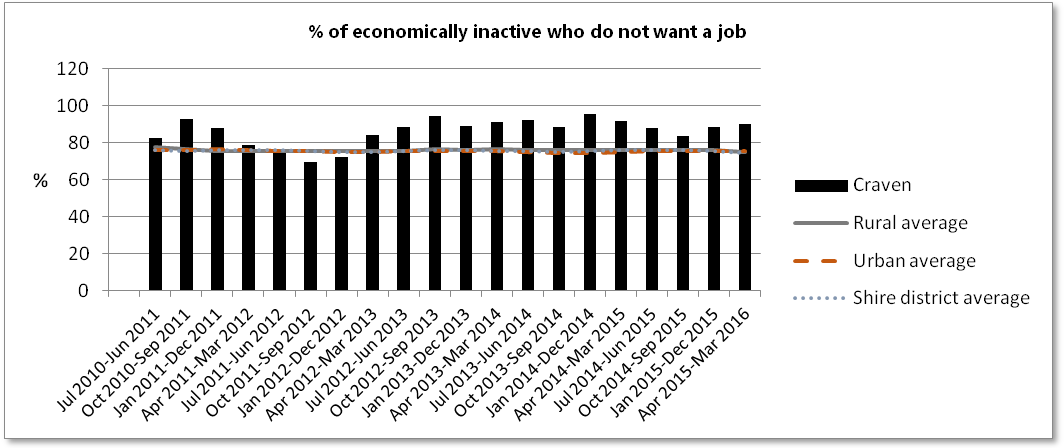 % of economically inactive who do not want a job
120
100
80
60
40
20
0
%
Jul 2010-Jun 2011
Oct 2010-Sep 2011
Jan 2011-Dec 2011
Apr 2011-Mar 2012
Jul 2011-Jun 2012
Oct 2011-Sep 2012
Jan 2012-Dec 2012
Apr 2012-Mar 2013
Jul 2012-Jun 2013
Oct 2012-Sep 2013
Jan 2013-Dec 2013
Apr 2013-Mar 2014
Jul 2013-Jun 2014
Oct 2013-Sep 2014
Jan 2014-Dec 2014
Apr 2014-Mar 2015
Jul 2014-Jun 2015
Oct 2014-Sep 2015
Jan 2015-Dec 2015
Apr 2015-Mar 2016
Craven
Rural average
Urban average
Shire district average